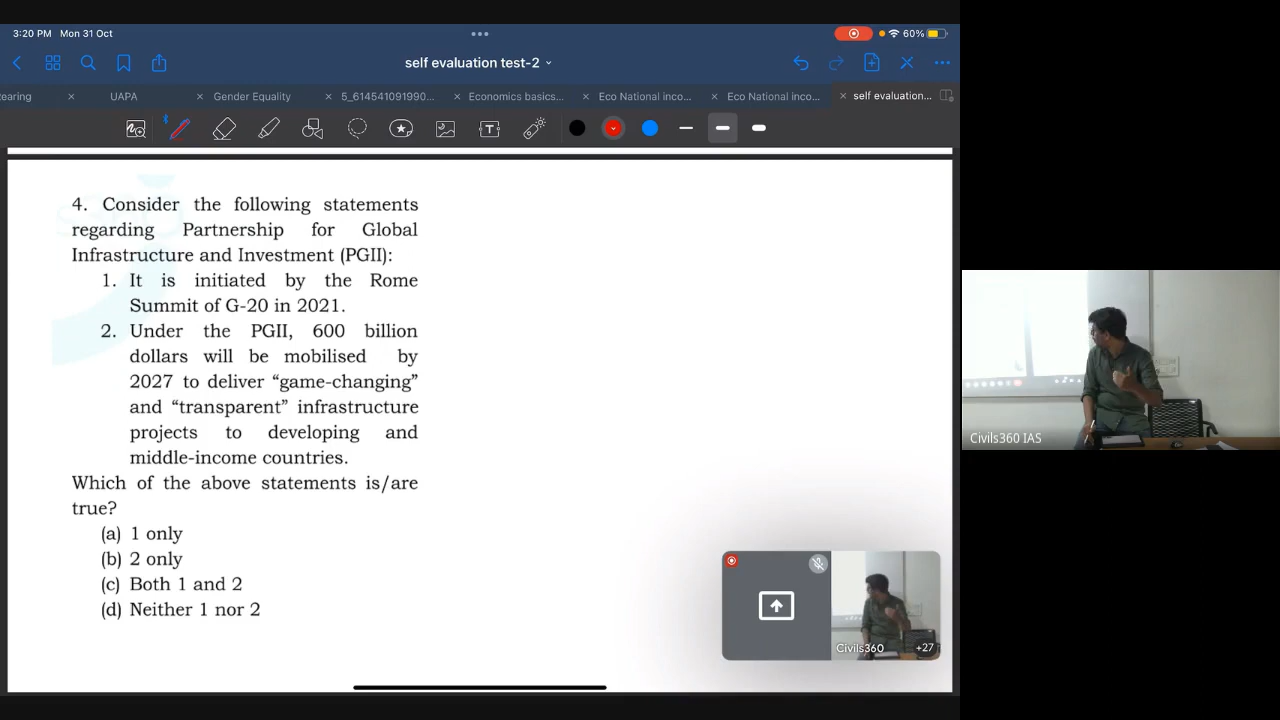 3:20 PM Mon 31 Oct
60%
self evaluation test-2
earing
UAPA
Gender Equality
5_614541091990...
Economics basics...
Eco National inco...
Eco National inco...
self evaluation...
4. Consider the following statements
regarding Partnership for Global
Infrastructure and Investment (PGII):
1. It is initiated by the Rome
Summit of G-20 in 2021.
2. Under the PGII, 600 billion
dollars will be mobilised by
2027 to deliver “game-changing”
and “transparent” infrastructure
projects to developing and
middle-income countries.
Which of the above statements is/are
true?
(a) 1 only
(b) 2 only
(c) Both 1 and 2
(d) Neither 1 nor 2
Civils360
+27
Civils360 IAS